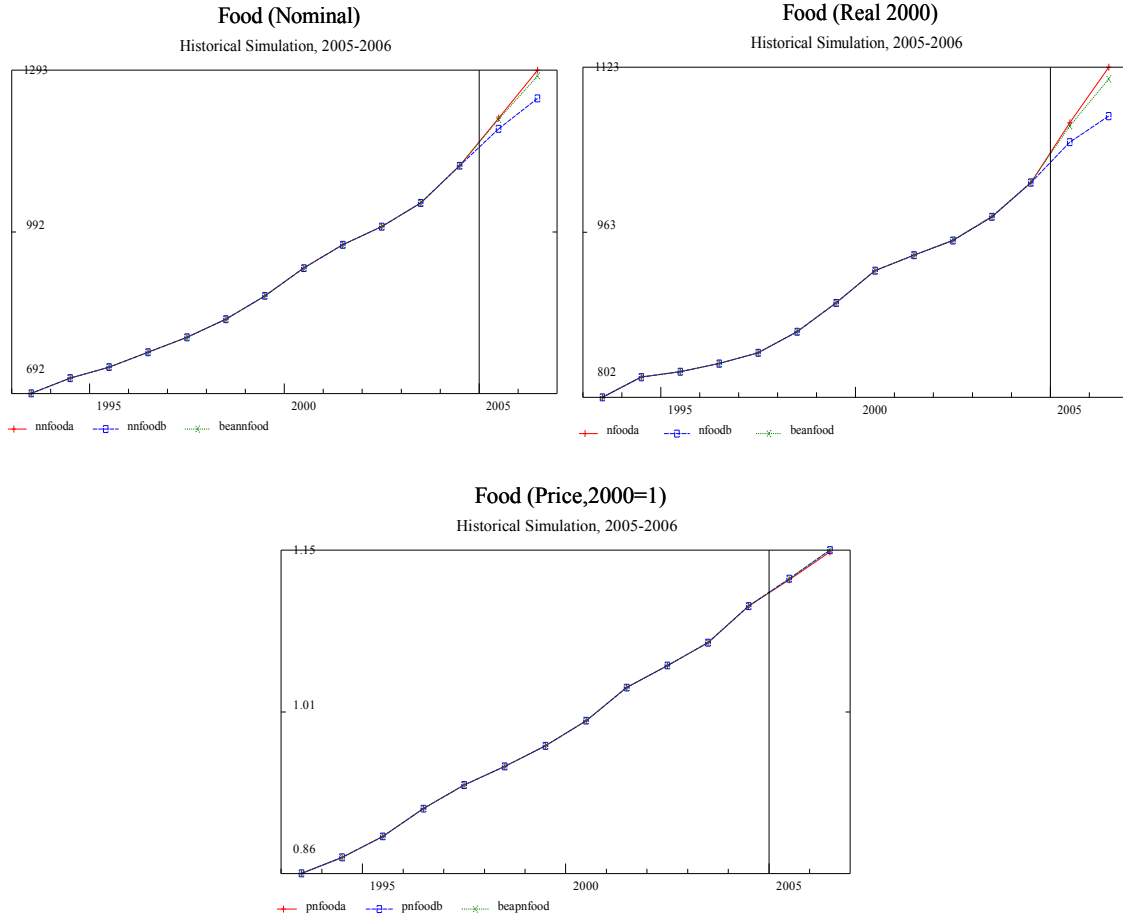 Food (Nominal)
Historical Simulation, 2005-2006
1293
992
692
1995
2000
2005
nnfooda
nnfoodb
beannfood
Food (Real 2000)
Historical Simulation, 2005-2006
1123
963
802
1995
2000
2005
nfooda
nfoodb
beanfood
Food (Price,2000=1)
Historical Simulation, 2005-2006
1.15
1.01
0.86
1995
2000
2005
pnfooda
pnfoodb
beapnfood